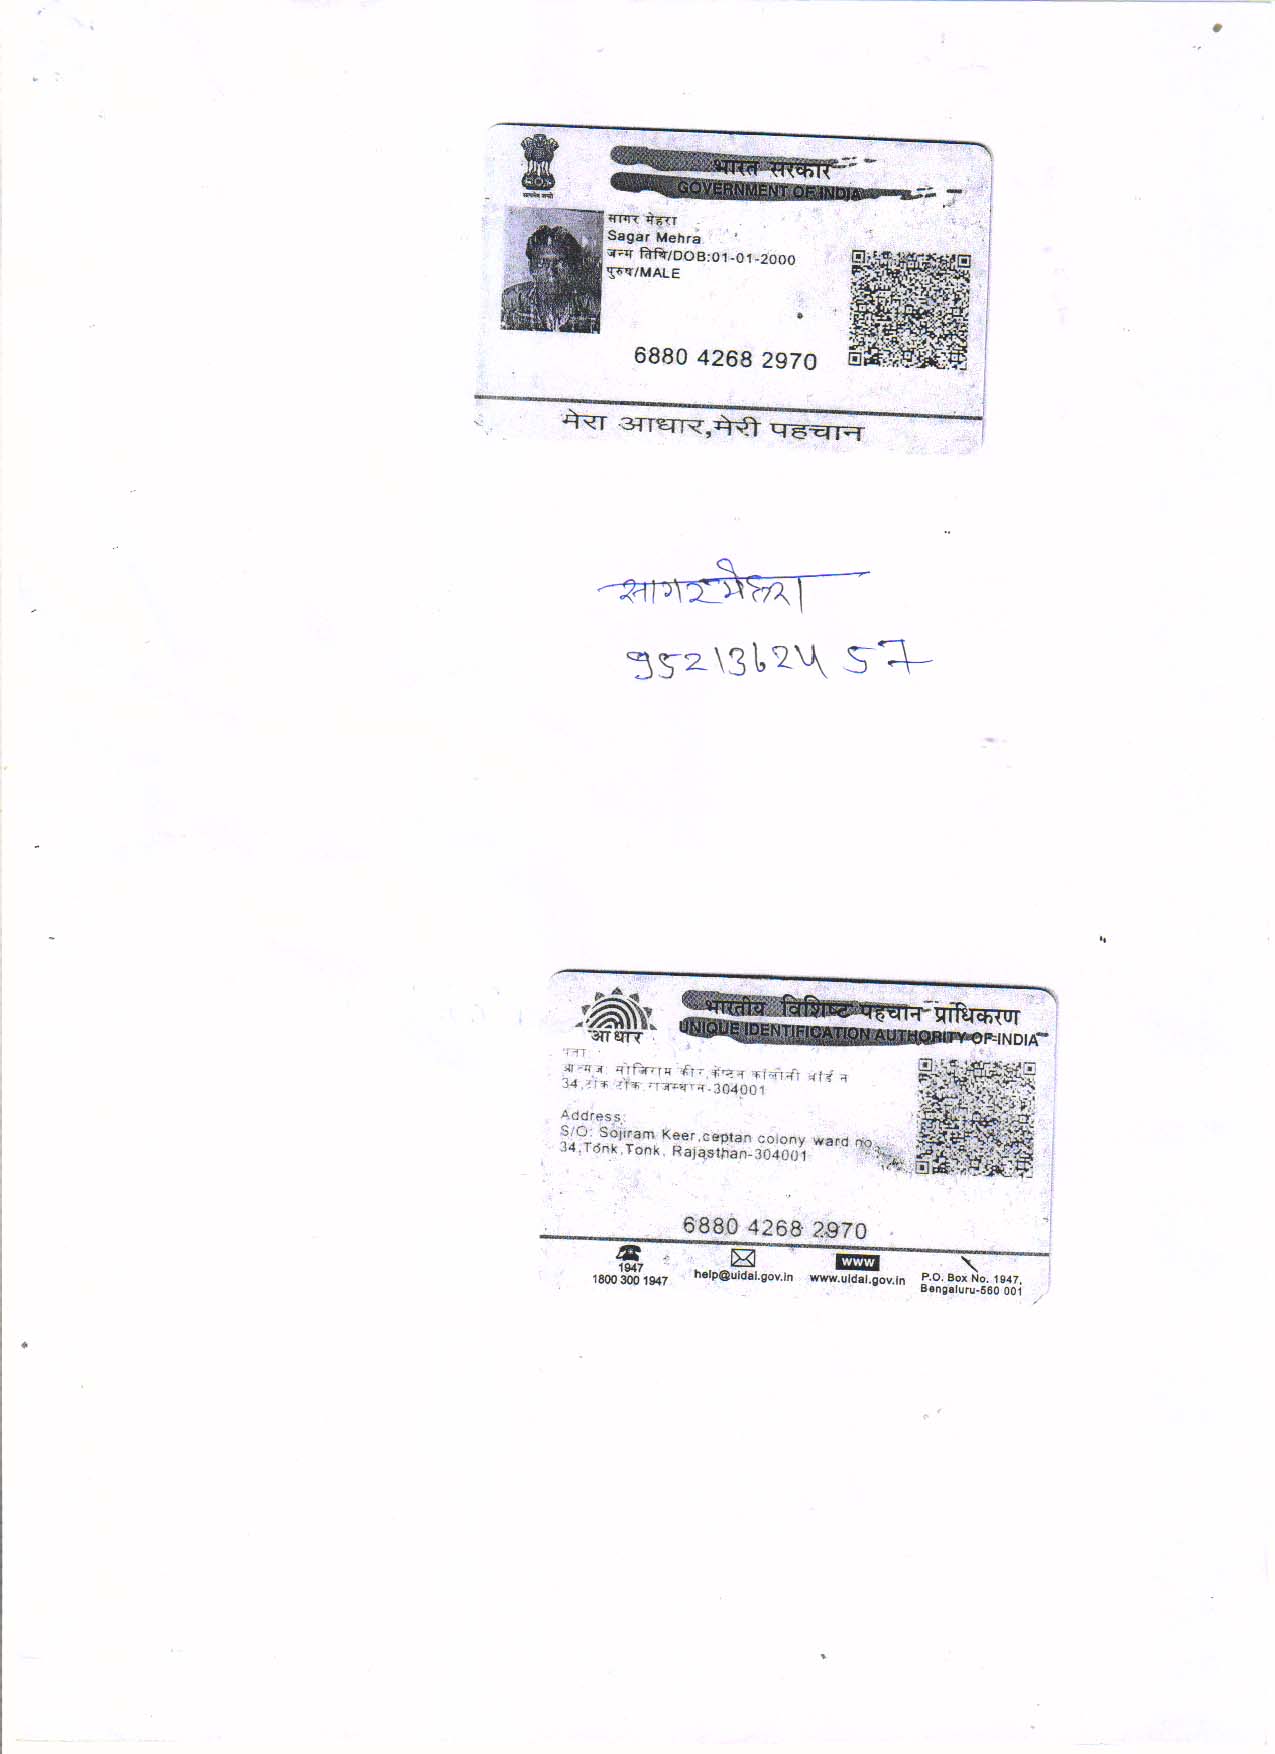 भारत सरकार
GOVERNMENT OF INDIA
सागर मेहरा
Sagar Mehra
जन्म तिथि/DOB:01-01-2000
पुरुष/MALE
6880 4268 2970
मेरा आधार,मेरी पहचान
सागर मेहरा
9521362457
भारतीय विशिष्ट पहचान प्राधिकरण
UNIQUE IDENTIFICATION AUTHORITY OF INDIA
आधार
पता
आत्मज: सोजिराम कीर,केप्टन कॉलोनी वॉर्ड न
34,टोंक टोंक राजस्थान-304001
Address:
S/O: Sojiram Keer,ceptan colony ward no
34,Tonk,Tonk, Rajasthan-304001
6880 4268 2970
1947
1800 300 1947
help@uidai.gov.in
www
www.uidai.gov.in
P.O. Box No. 1947,
Bengaluru-560 001